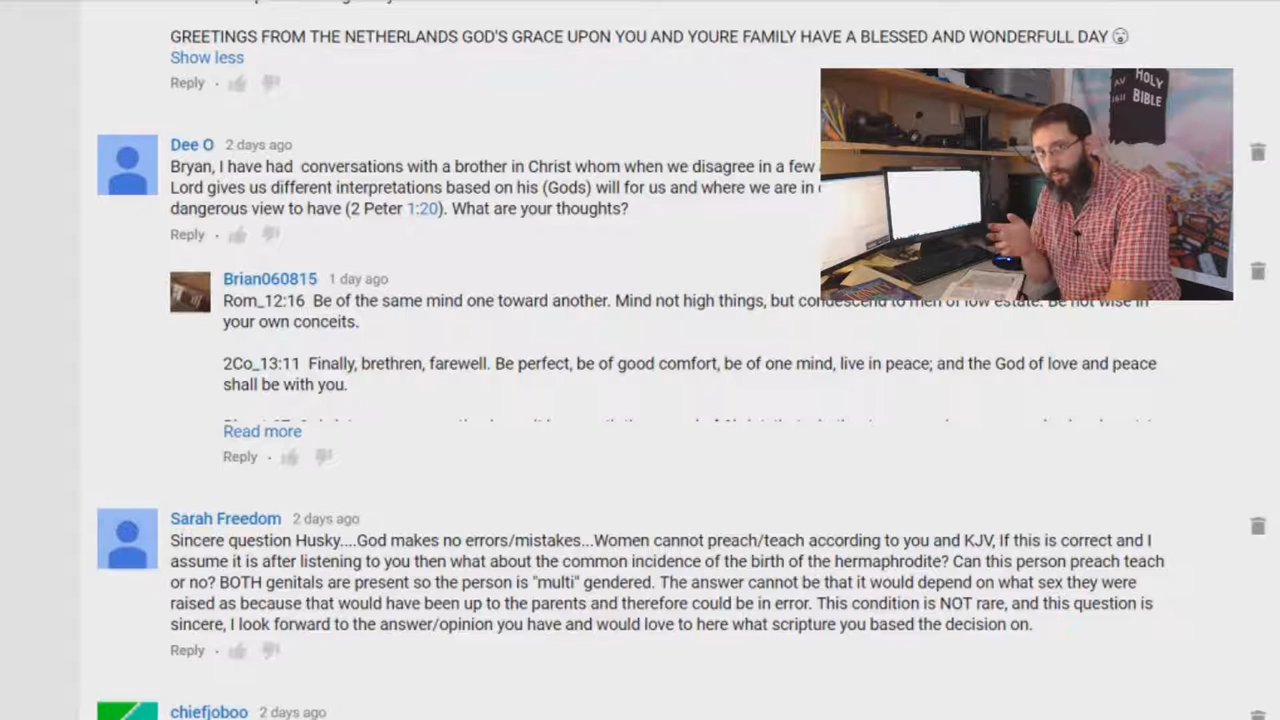 GREETINGS FROM THE NETHERLANDS GOD'S GRACE UPON YOU AND YOURE FAMILY HAVE A BLESSED AND WONDERFULL DAY 😮
Show less
Reply ·
AV HOLY
1611 BIBLE
Dee O 2 days ago
Bryan, I have had conversations with a brother in Christ whom when we disagree in a few
Lord gives us different interpretations based on his (Gods) will for us and where we are in
dangerous view to have (2 Peter 1:20). What are your thoughts?
Reply ·
Brian060815 1 day ago
Rom_12:16 Be of the same mind one toward another. Mind not high things, but condescend to men of low estate. Be not wise in
your own conceits.
2Co_13:11 Finally, brethren, farewell. Be perfect, be of good comfort, be of one mind, live in peace; and the God of love and peace
shall be with you.
Read more
Reply ·
Sarah Freedom 2 days ago
Sincere question Husky....God makes no errors/mistakes...Women cannot preach/teach according to you and KJV, If this is correct and I
assume it is after listening to you then what about the common incidence of the birth of the hermaphrodite? Can this person preach teach
or no? BOTH genitals are present so the person is "multi" gendered. The answer cannot be that it would depend on what sex they were
raised as because that would have been up to the parents and therefore could be in error. This condition is NOT rare, and this question is
sincere, I look forward to the answer/opinion you have and would love to here what scripture you based the decision on.
Reply ·
chiefjoboo 2 days ago